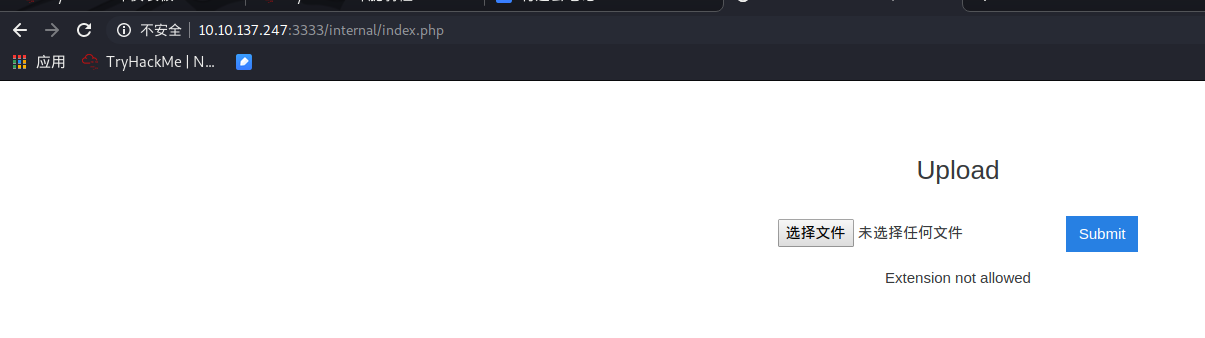 不安全 10.10.137.247:3333/internal/index.php
应用 TryHackMe | N...
Upload
选择文件 未选择任何文件 Submit
Extension not allowed